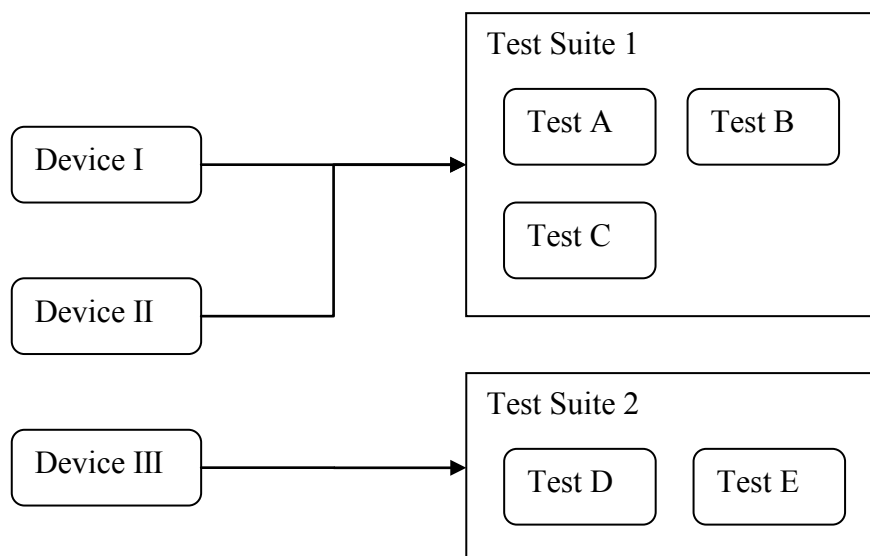 Test Suite 1
Test A
Test B
Device I
Test C
Device II
Test Suite 2
Device III
Test D
Test E